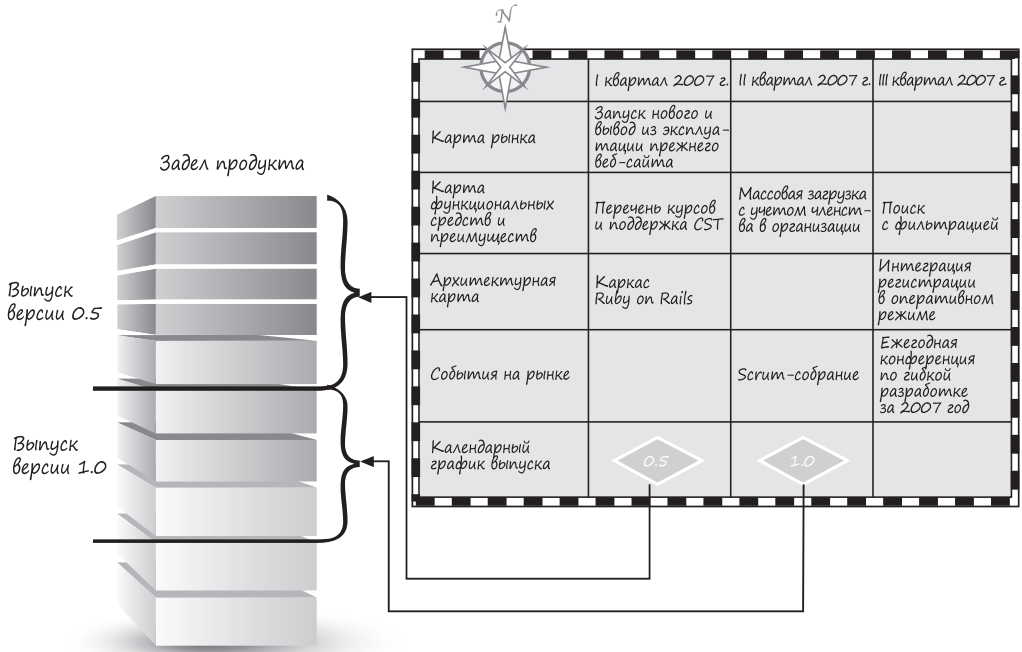 N
I квартал 2007 г.
II квартал 2007 г.
III квартал 2007 г.
Карта рынка
Запуск нового и
вывод из эксплуа-
тации прежнего
веб-сайта
Карта
функциональных
средств и
преимуществ
Перечень курсов
и поддержка CST
Массовая загрузка
с учетом членст-
ва в организации
Поиск
с фильтрацией
Архитектурная
карта
Каркас
Ruby on Rails
Интеграция
регистрации
в оперативном
режиме
События на рынке
Scrum-собрание
Ежегодная
конференция
по гибкой
разработке
за 2007 год
Календарный
график выпуска
0.5
1.0
Задел продукта
Выпуск
версии 0.5
Выпуск
версии 1.0